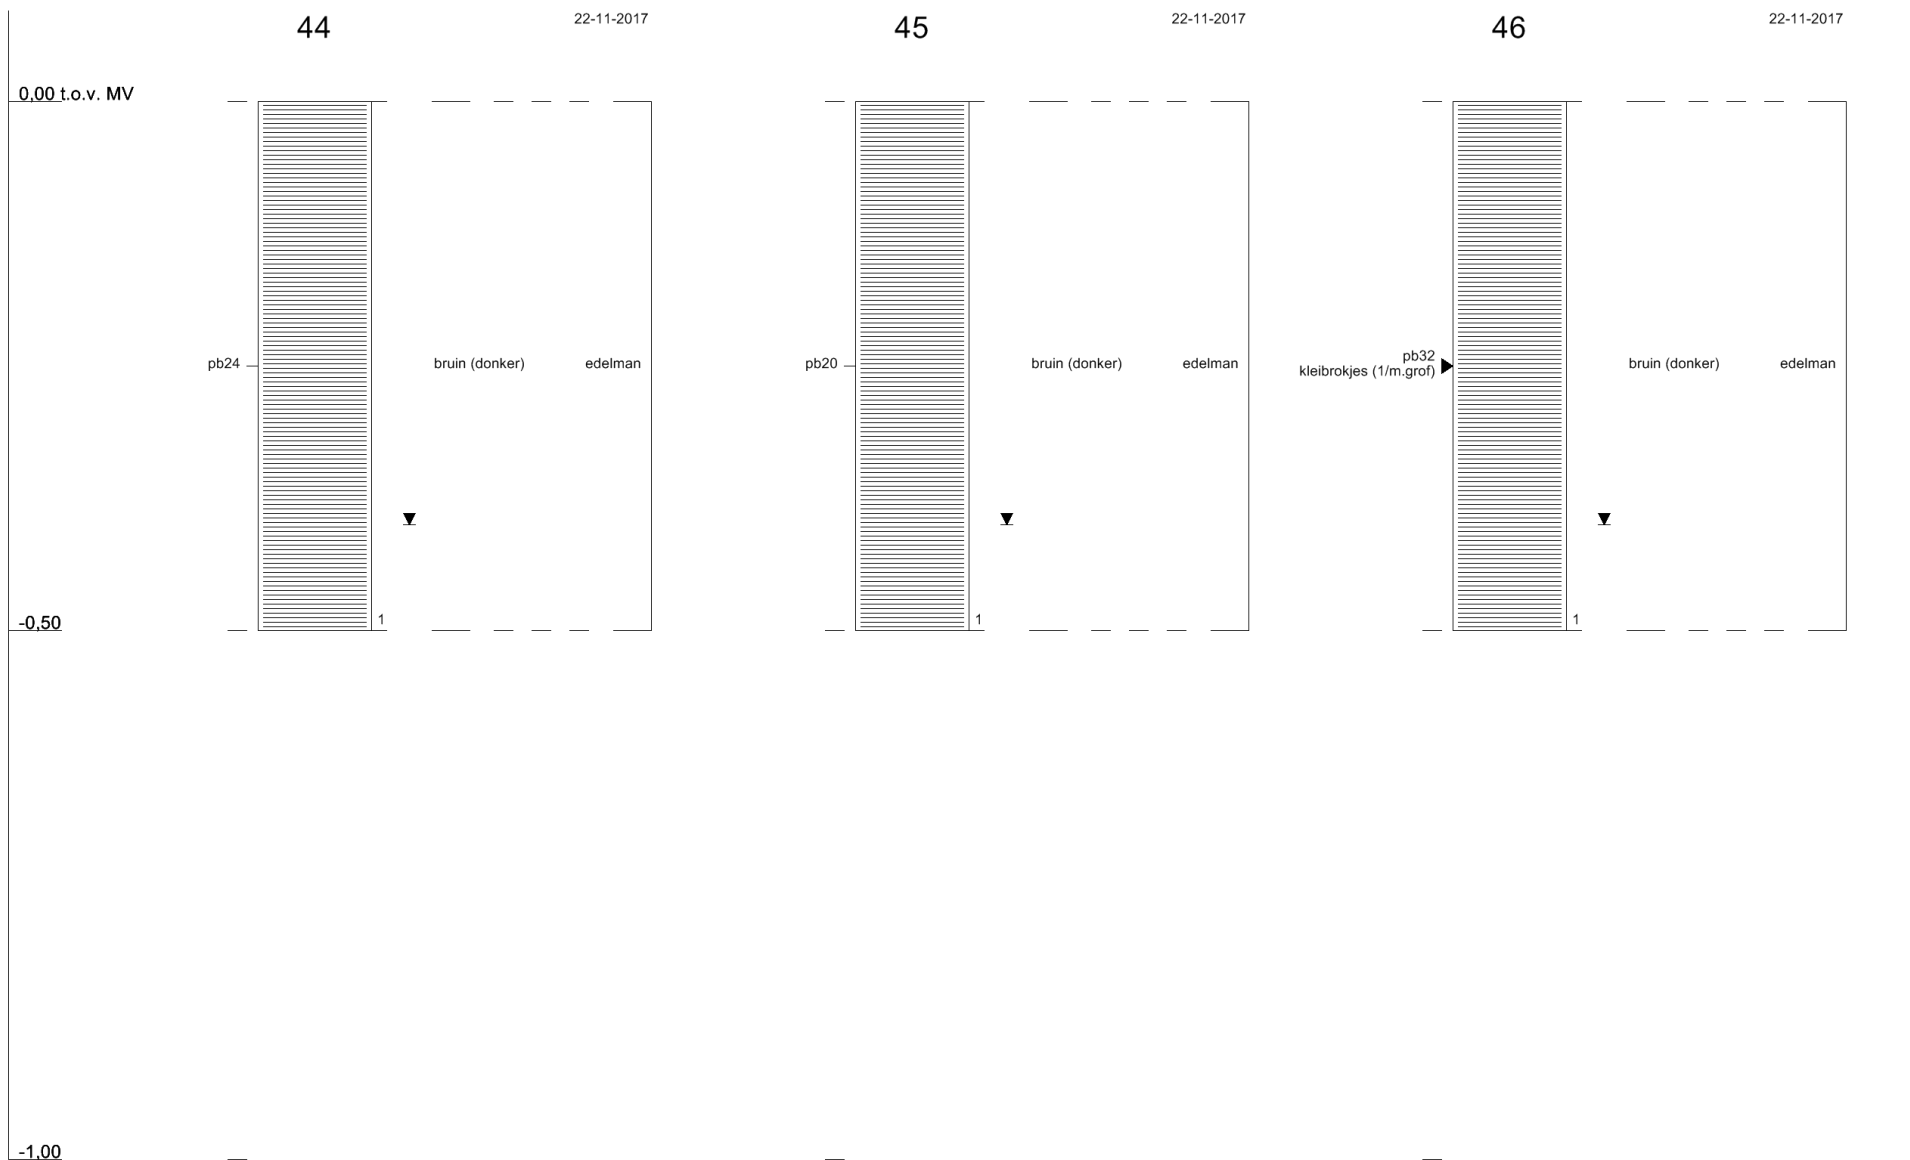 44 22-11-2017 45 22-11-2017 46 22-11-2017
0,00 t.o.v. MV
pb24 bruin (donker) edelman pb20 bruin (donker) edelman pb32 bruin (donker) edelman
kleibrokjes (1/m.grof)
1 1 1
-0,50
-1,00